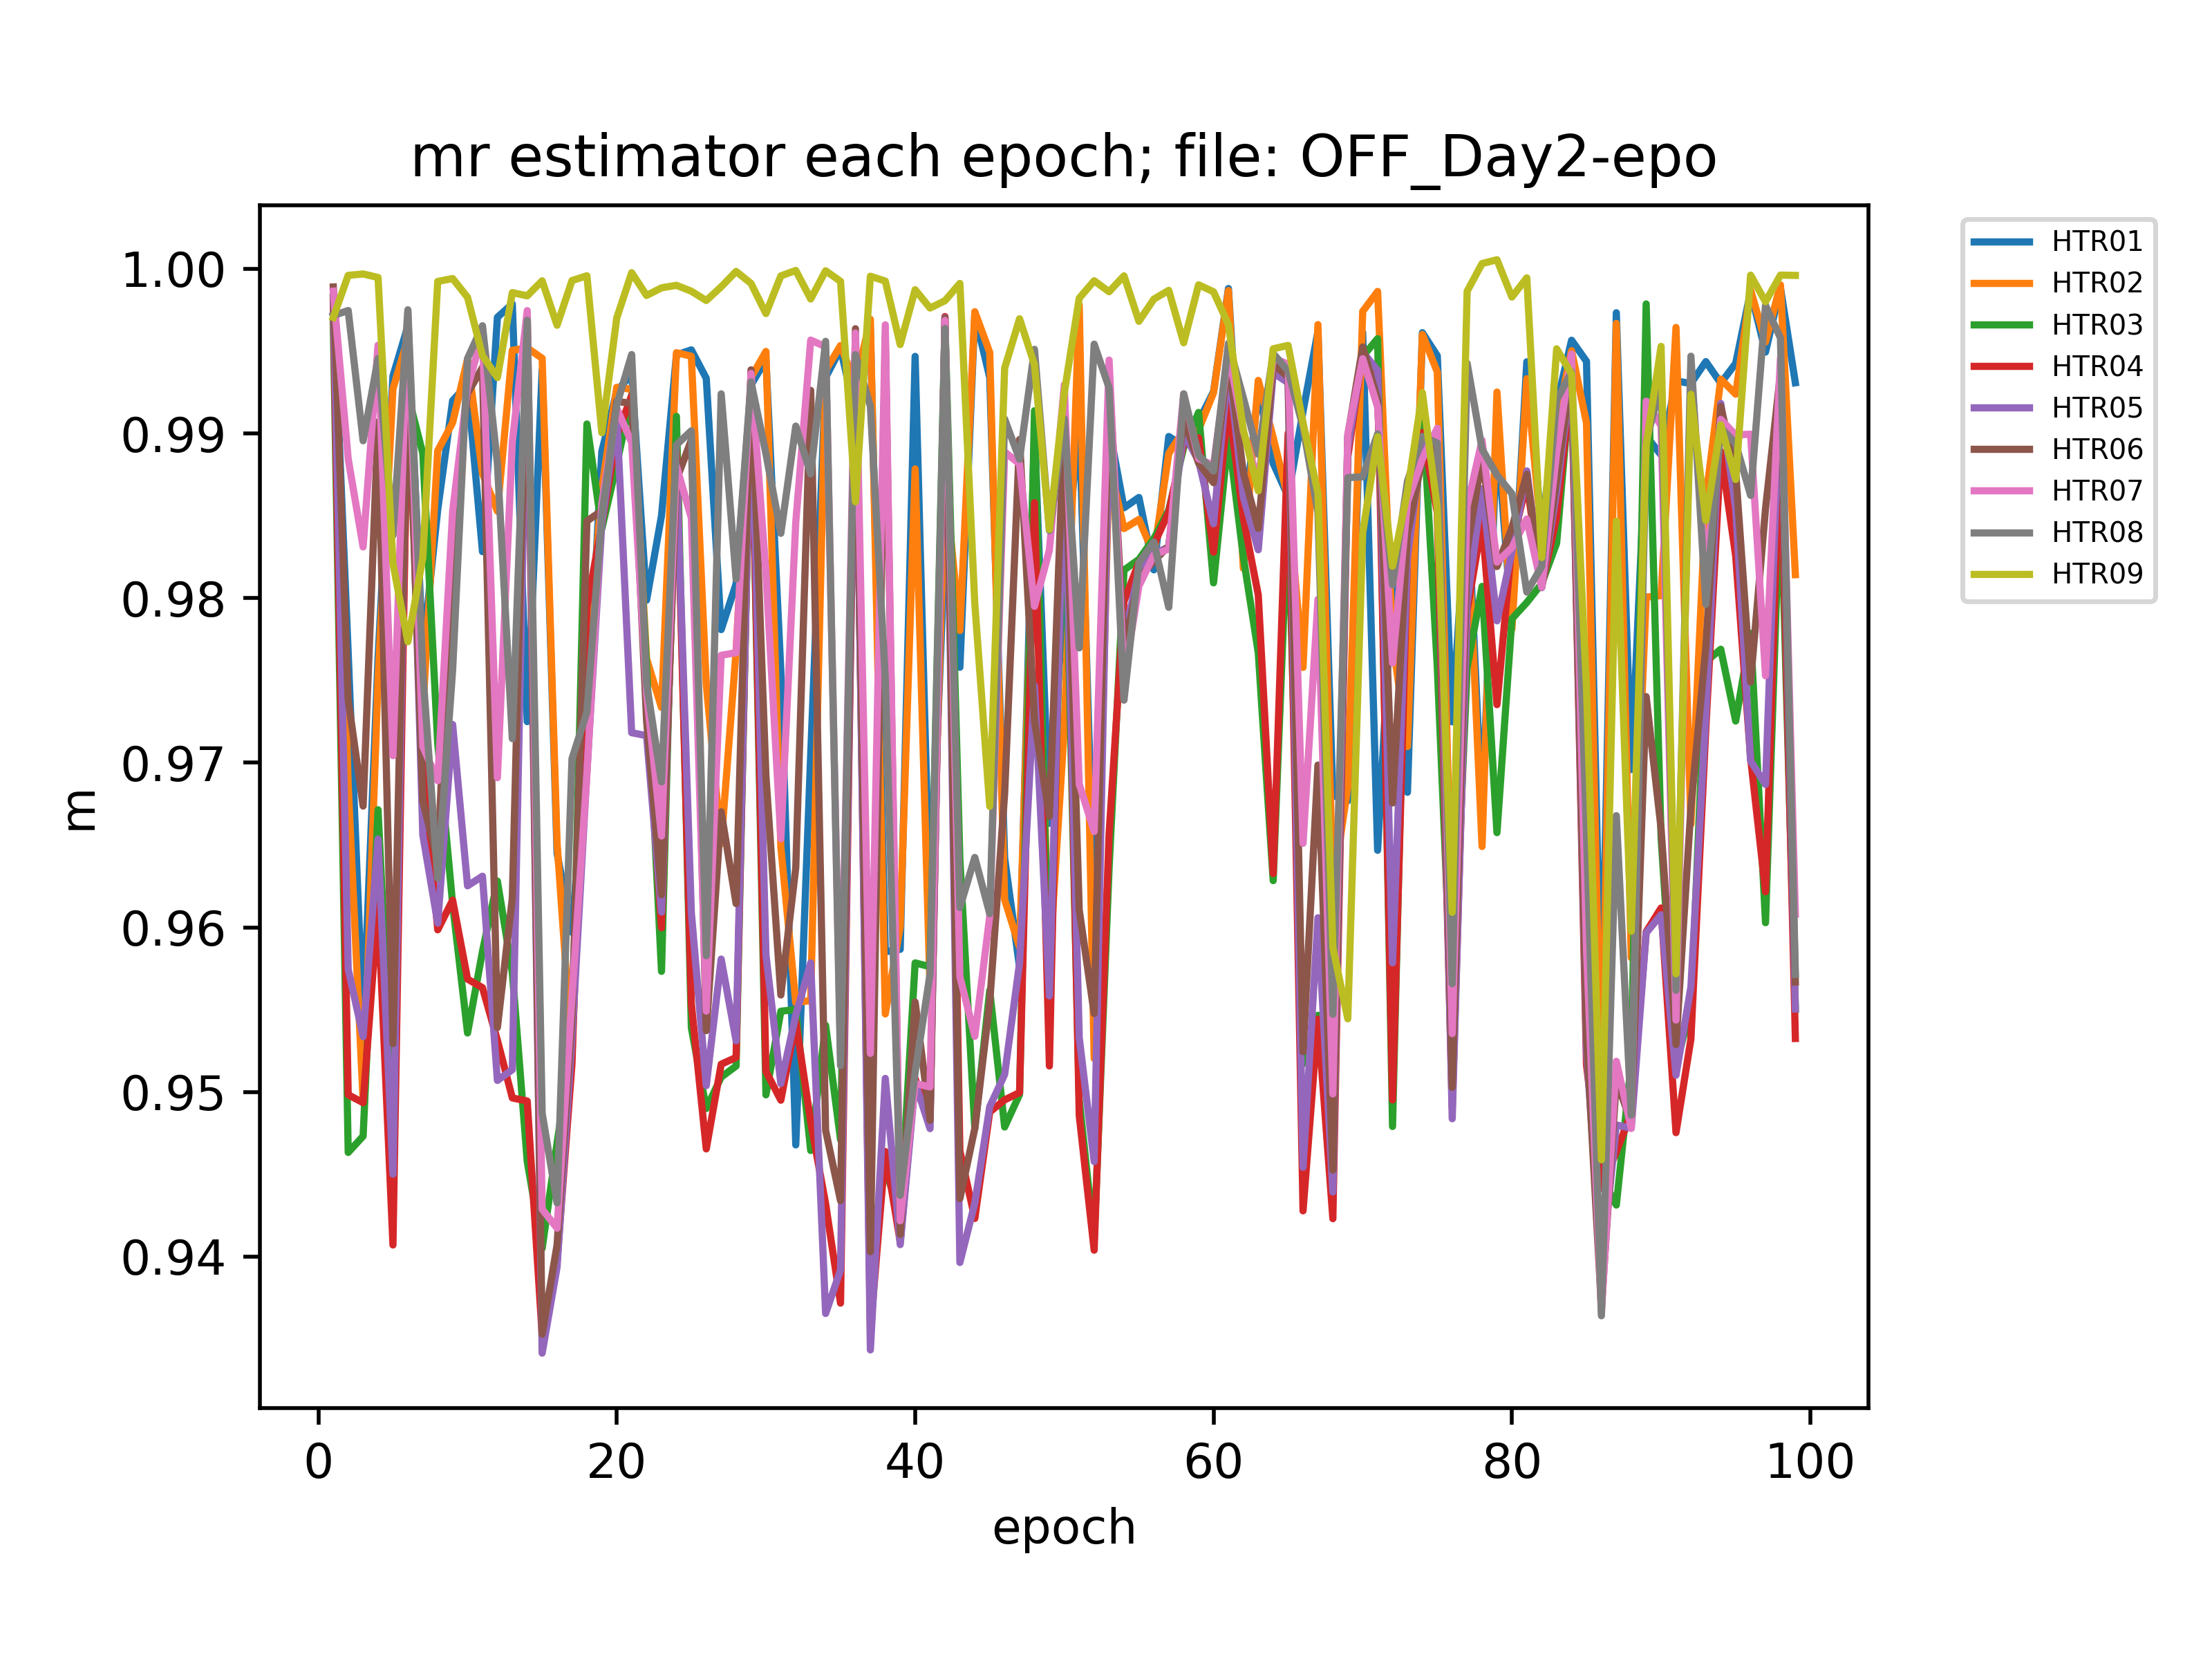 mr estimator each epoch; file: OFF_Day2-epo
1.00
0.99
0.98
0.97
0.96
0.95
0.94
m
0
20
40
60
80
100
epoch
HTR01
HTR02
HTR03
HTR04
HTR05
HTR06
HTR07
HTR08
HTR09